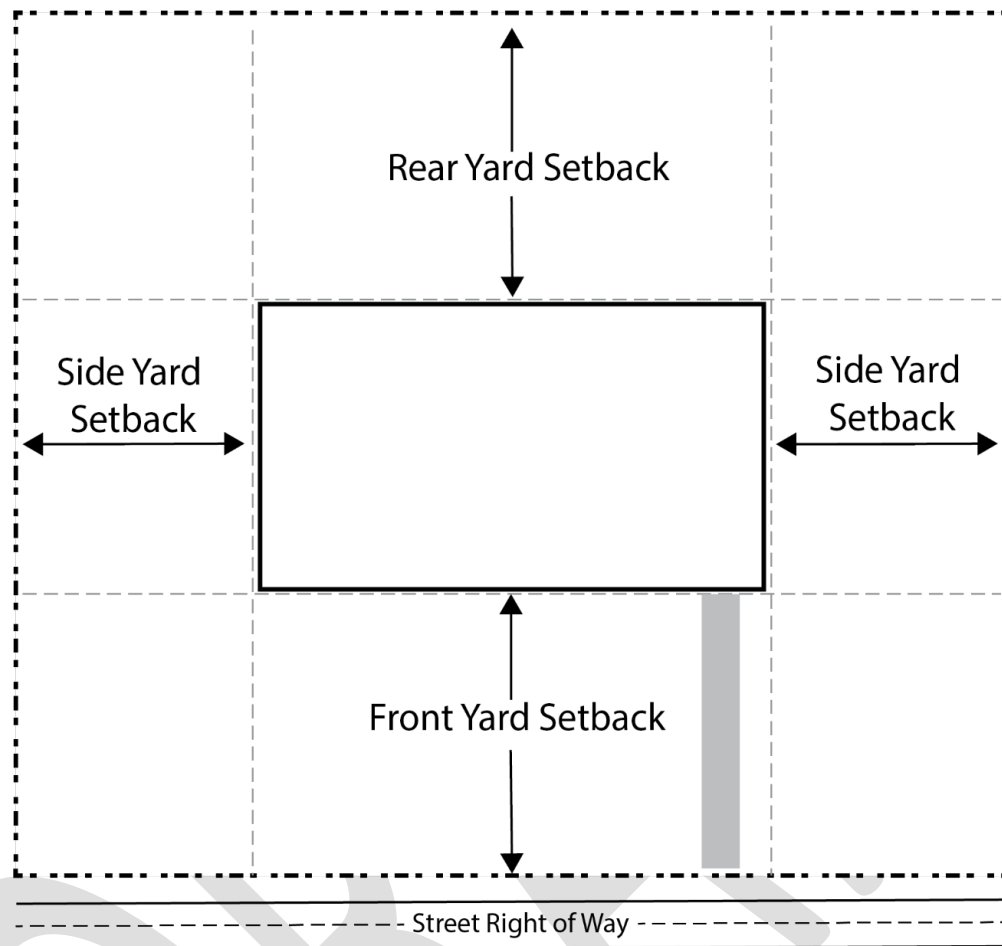 Rear Yard Setback
Side Yard
Setback
Side Yard
Setback
Front Yard Setback
Street Right of Way